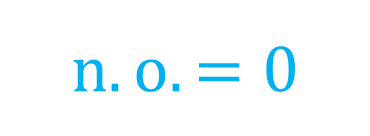 n. o. = 0